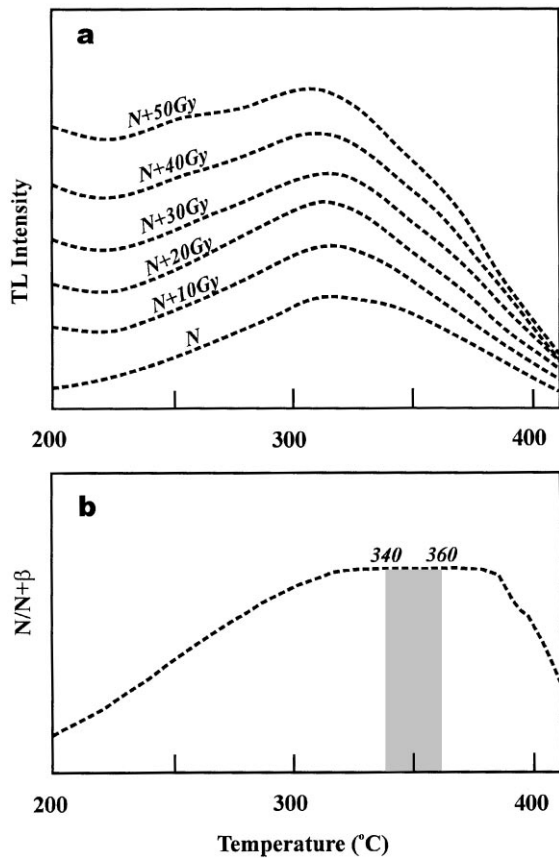 a
N+50Gy
N+40Gy
N+30Gy
N+20Gy
N+10Gy
N
TL Intensity
200 300 400
b
340 360
N/N+β
200 300 400
Temperature (°C)